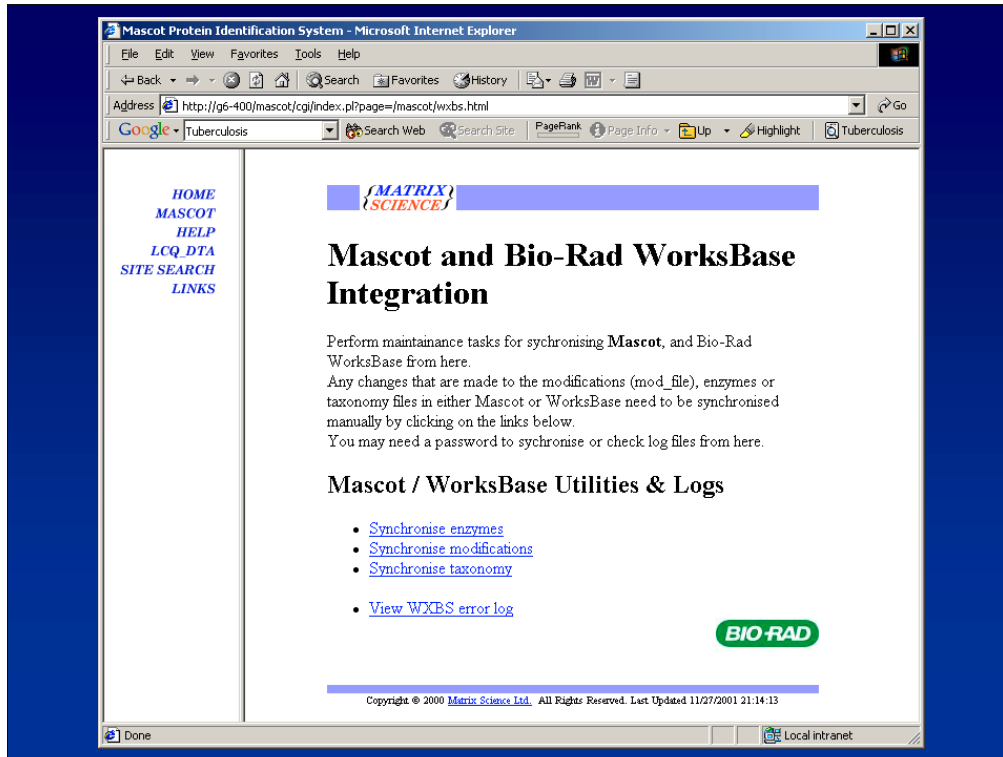 Mascot Protein Identification System - Microsoft Internet Explorer
File Edit View Favorites Tools Help
Back Search Favorites History
Address http://g6-400/mascot/cgi/index.pl?page=/mascot/wxbs.html Go
Google Tuberculosis Search Web Search Site PageRank Page Info Up Highlight Tuberculosis
HOME
MASCOT
HELP
LCQ_DTA
SITE SEARCH
LINKS
{MATRIX}
{SCIENCE}
Mascot and Bio-Rad WorksBase
Integration
Perform maintainance tasks for sychronising Mascot, and Bio-Rad
WorksBase from here.
Any changes that are made to the modifications (mod_file), enzymes or
taxonomy files in either Mascot or WorksBase need to be synchronised
manually by clicking on the links below.
You may need a password to sychronise or check log files from here.
Mascot / WorksBase Utilities & Logs
• Synchronise enzymes
• Synchronise modifications
• Synchronise taxonomy
• View WXBS error log
BIO-RAD
Copyright © 2000 Matrix Science Ltd. All Rights Reserved. Last Updated 11/27/2001 21:14:13
Done Local intranet